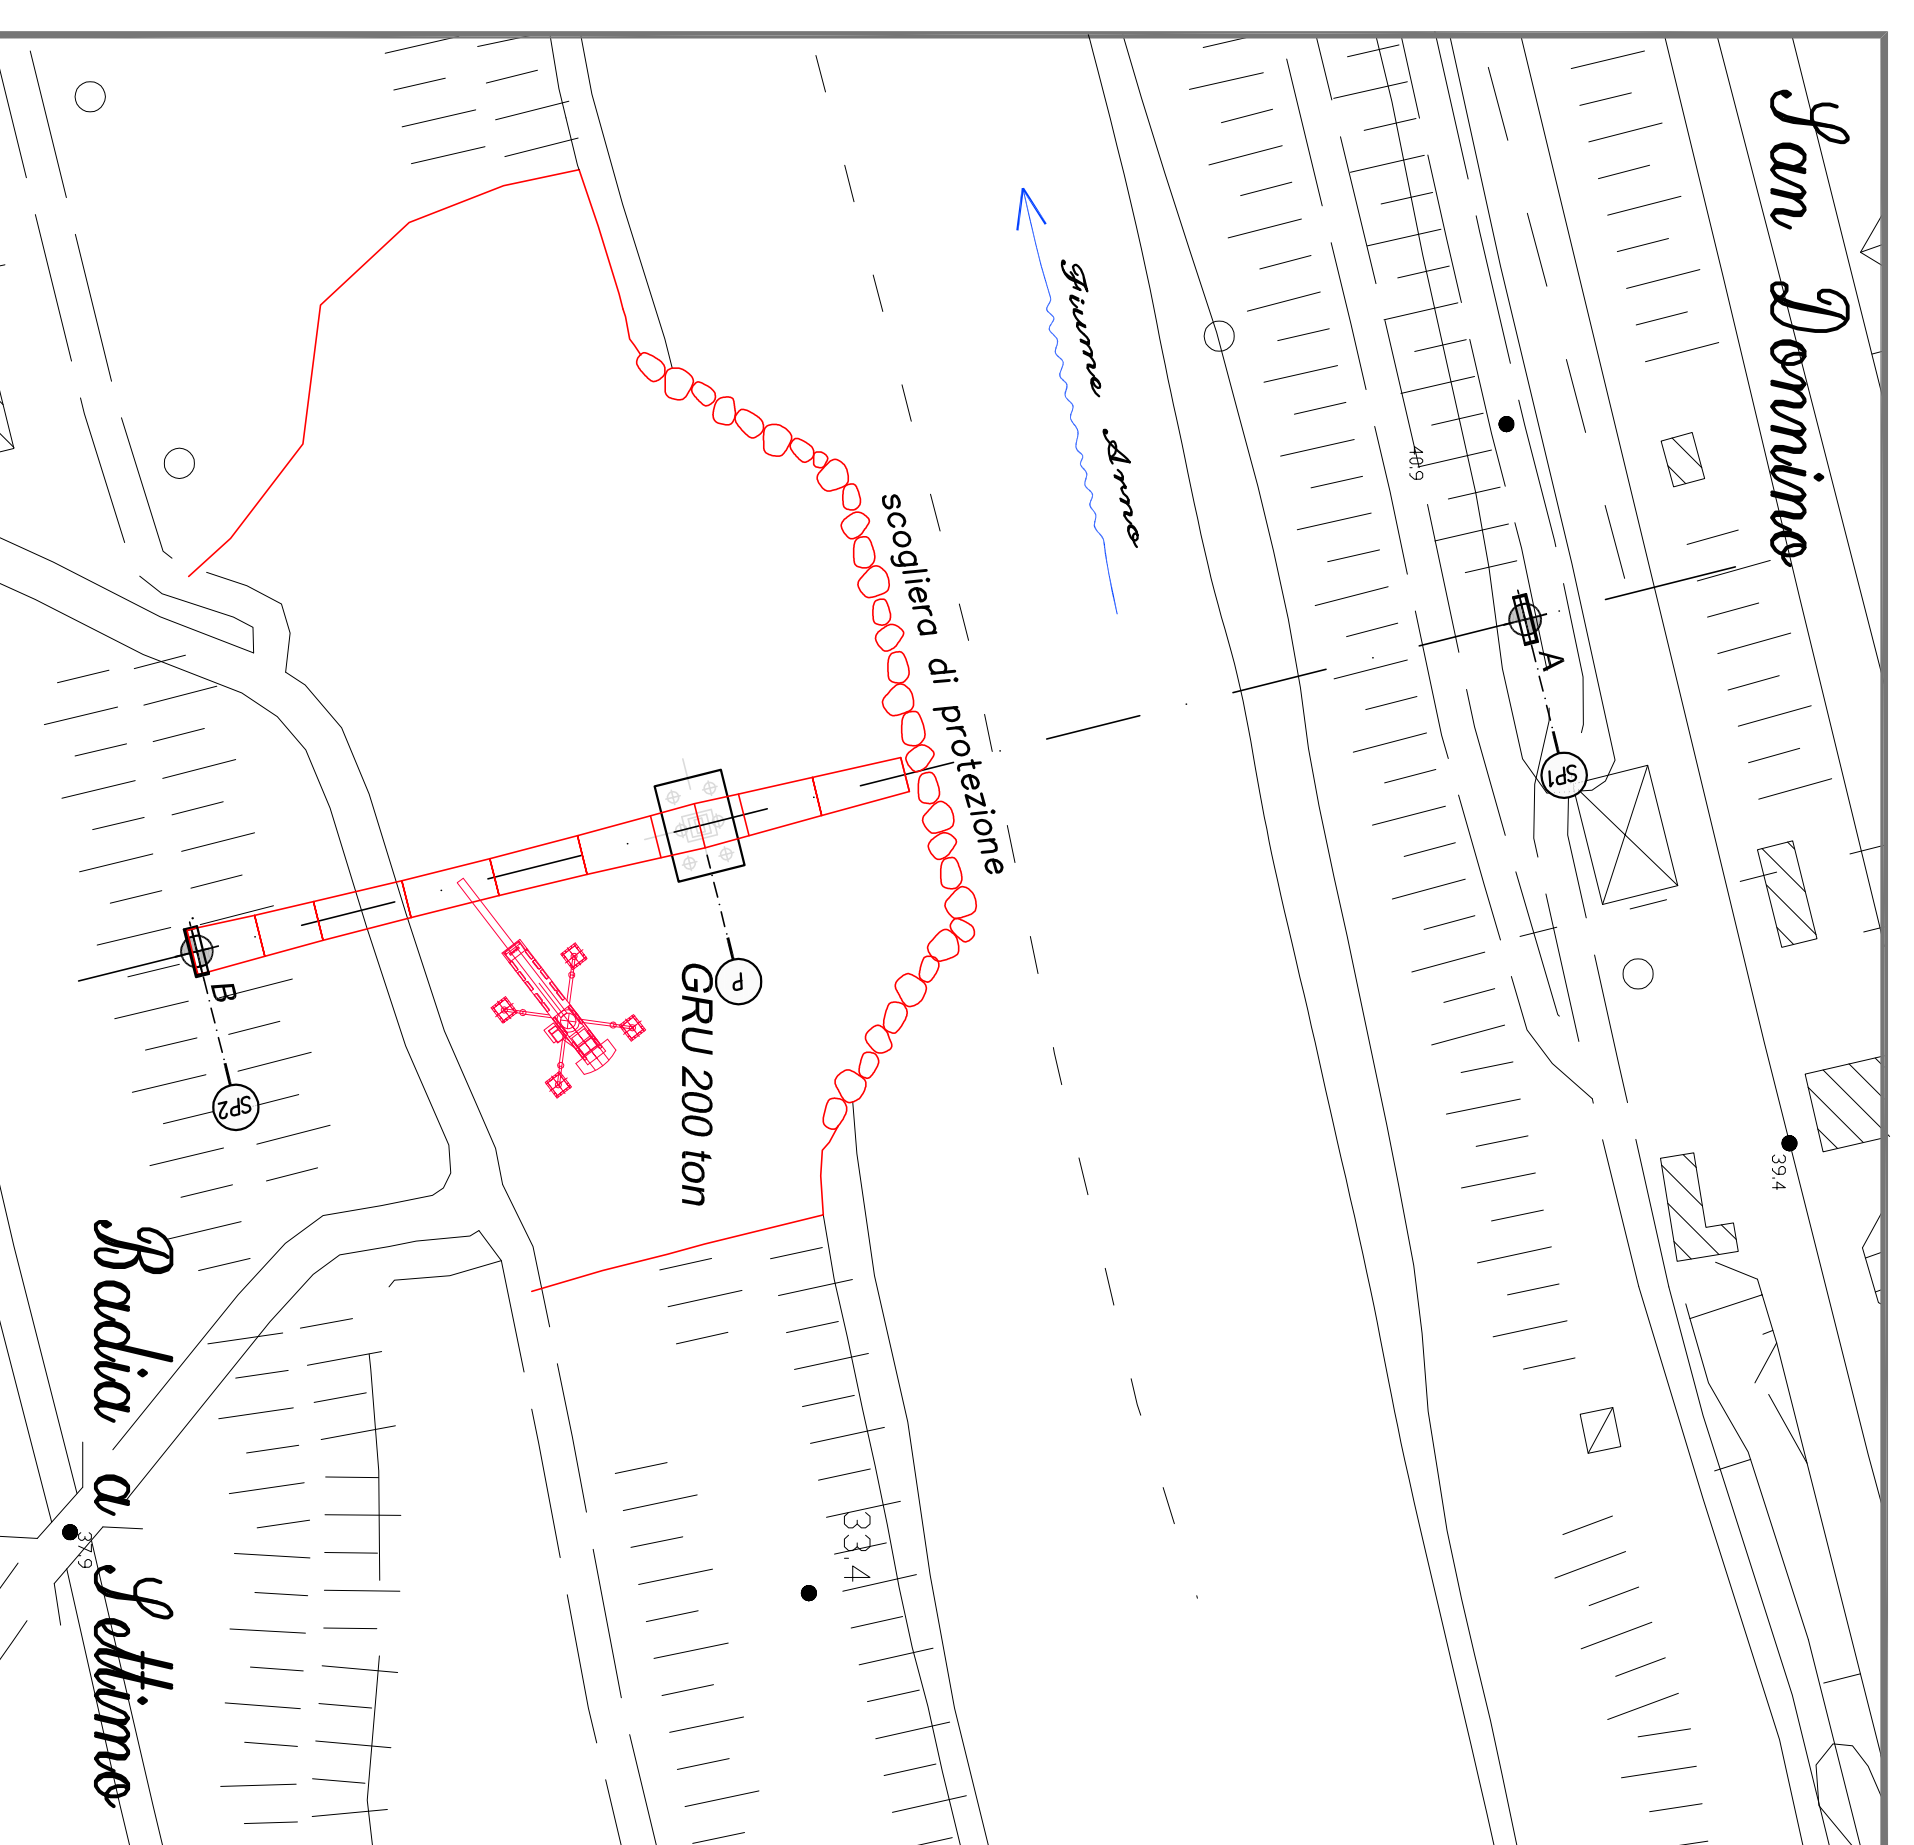 San Donnino
39.4
40.9
A
SP1
Fiume Arno
scogliera di protezione
33.4
P
GRU 200 ton
B
SP2
Badia a Settimo
37.9